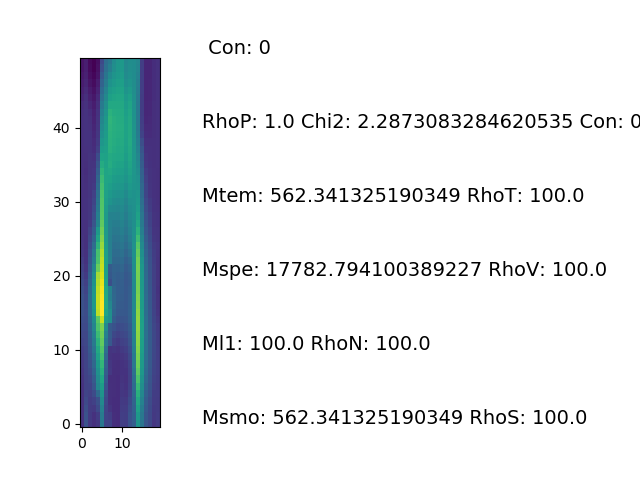 Con: 0
RhoP: 1.0 Chi2: 2.2873083284620535 Con: 0
Mtem: 562.341325190349 RhoT: 100.0
Mspe: 17782.794100389227 RhoV: 100.0
Ml1: 100.0 RhoN: 100.0
Msmo: 562.341325190349 RhoS: 100.0
40
30
20
10
0
0 10